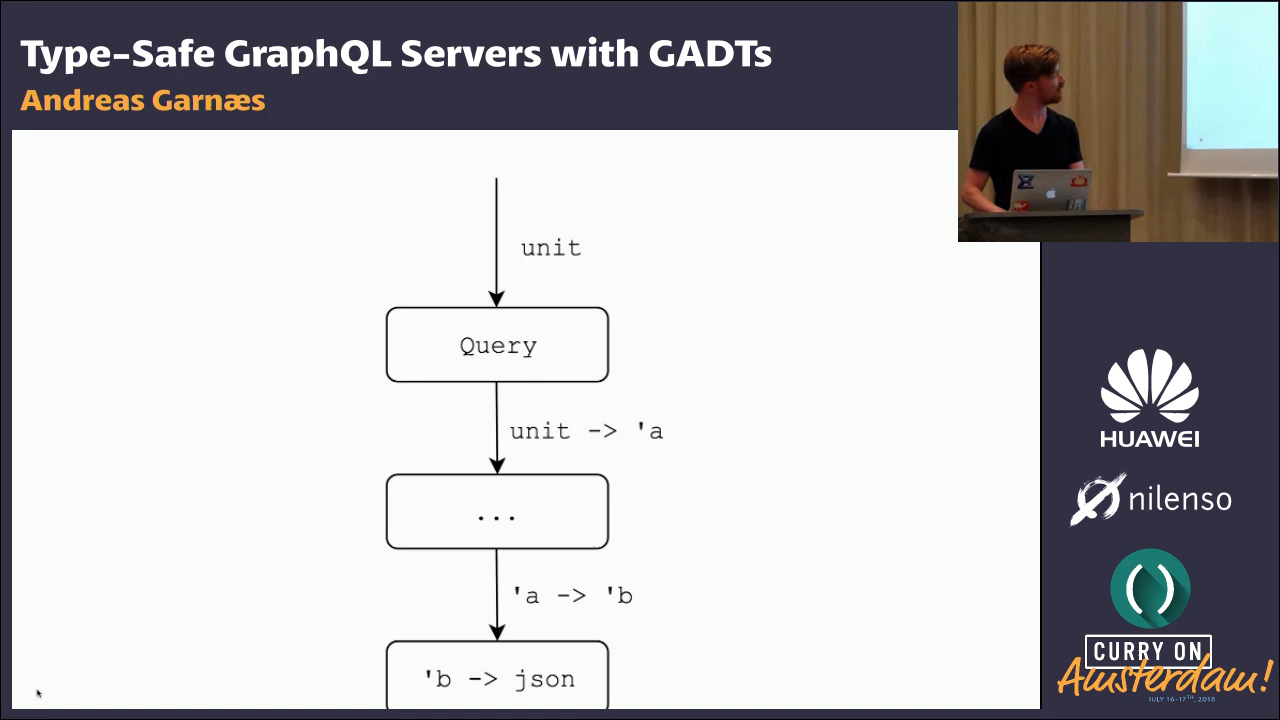 Type-Safe GraphQL Servers with GADTs
Andreas Garnæs
unit
Query
unit -> 'a
...
'a -> 'b
'b -> json
HUAWEI
nilenso
( )
CURRY ON
Amsterdam!
JULY 16-17TH, 2018